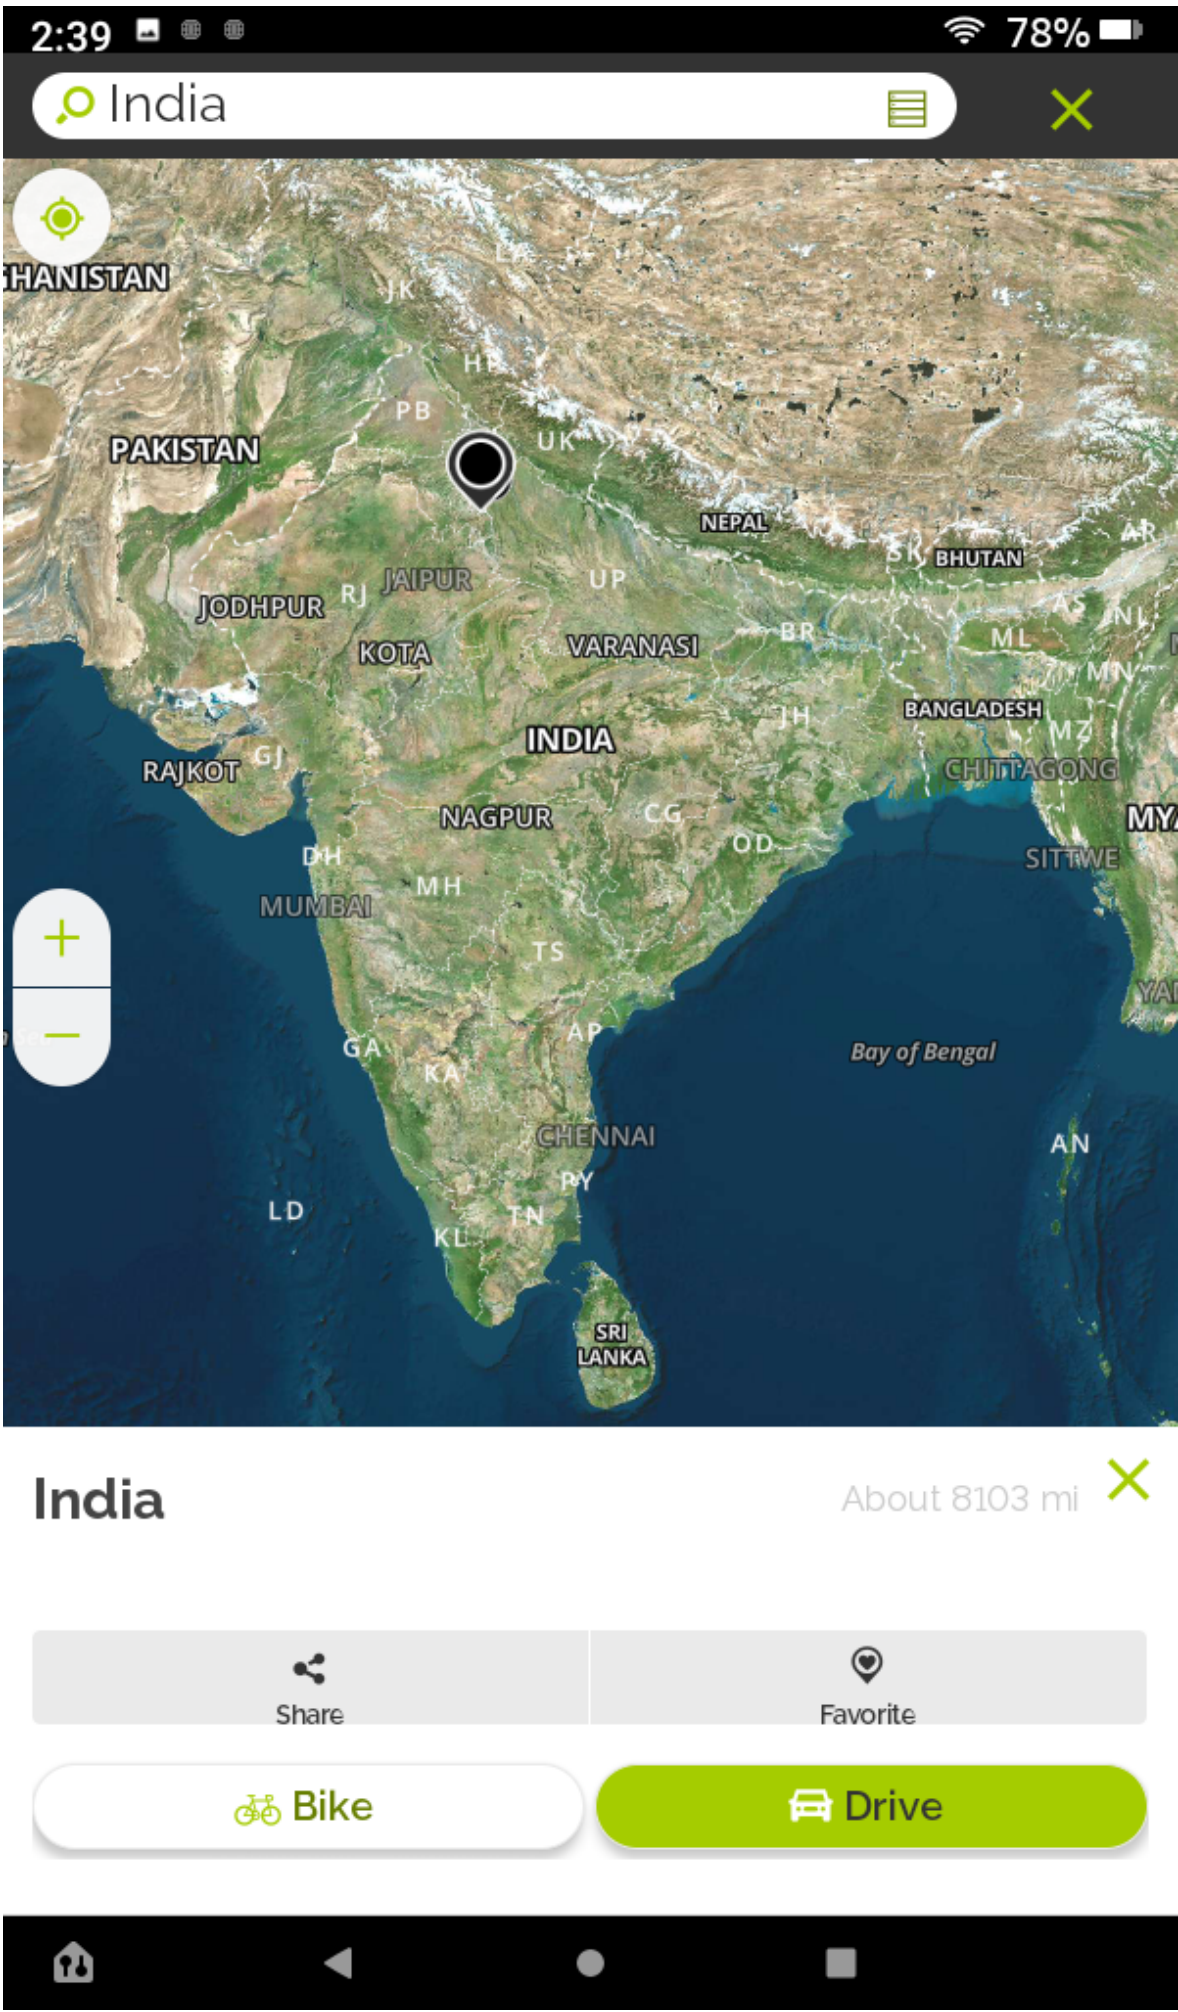 2:39
78%
India
GHANISTAN
JK
HP
PB
UK
PAKISTAN
NEPAL
SK
BHUTAN
AR
JAIPUR
UP
RJ
JODHPUR
AS
NL
BR
ML
KOTA
VARANASI
MN
BANGLADESH
JH
MZ
INDIA
GJ
RAJKOT
CHITTAGONG
NAGPUR
CG
MYA
OD
DH
SITTWE
MH
MUMBAI
TS
YAN
AP
GA
Bay of Bengal
KA
CHENNAI
AN
PY
LD
TN
KL
SRI
LANKA
India
About 8103 mi
Share
Favorite
Bike
Drive